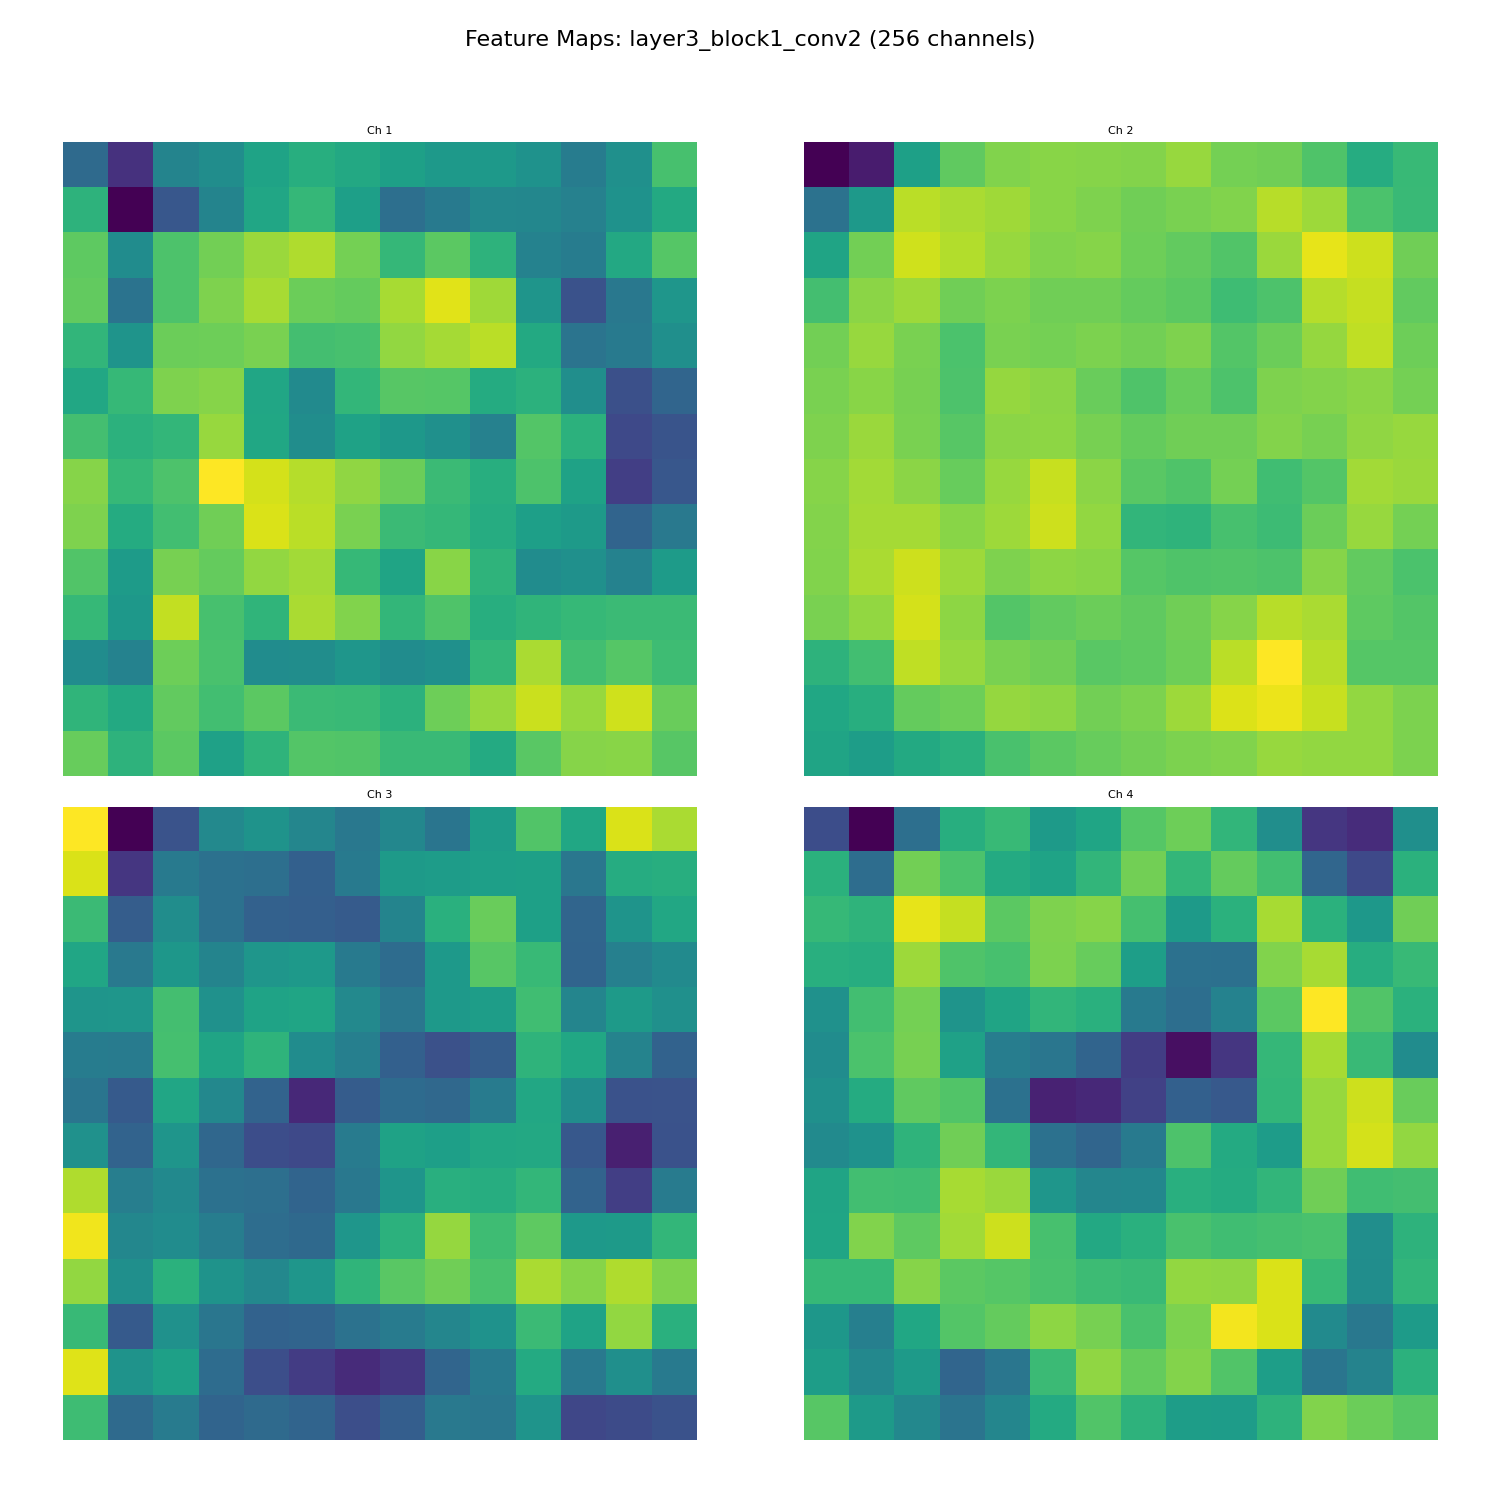 Feature Maps: layer3_block1_conv2 (256 channels)
Ch 1
Ch 2
Ch 3
Ch 4